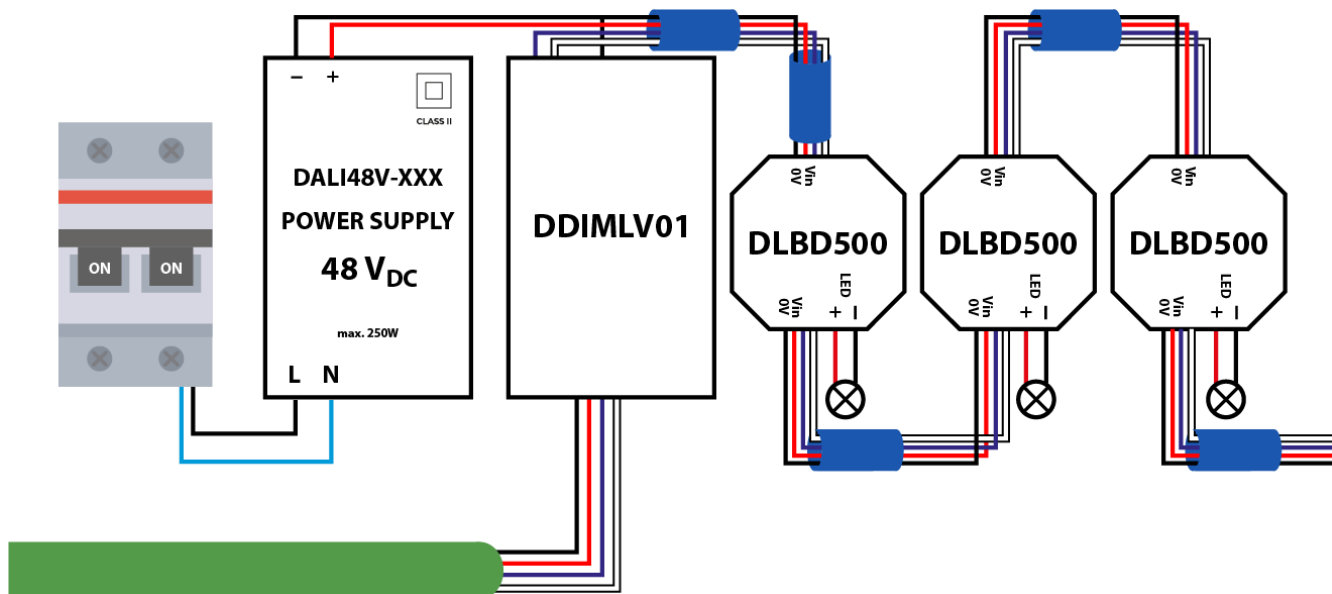 – +
CLASS II
DALI48V-XXX
POWER SUPPLY
48 VDC
max. 250W
L N
ON ON
DDIMLV01
0V Vin
DLBD500
0V Vin + LED –
0V Vin
DLBD500
0V Vin + LED –
0V Vin
DLBD500
0V Vin + LED –